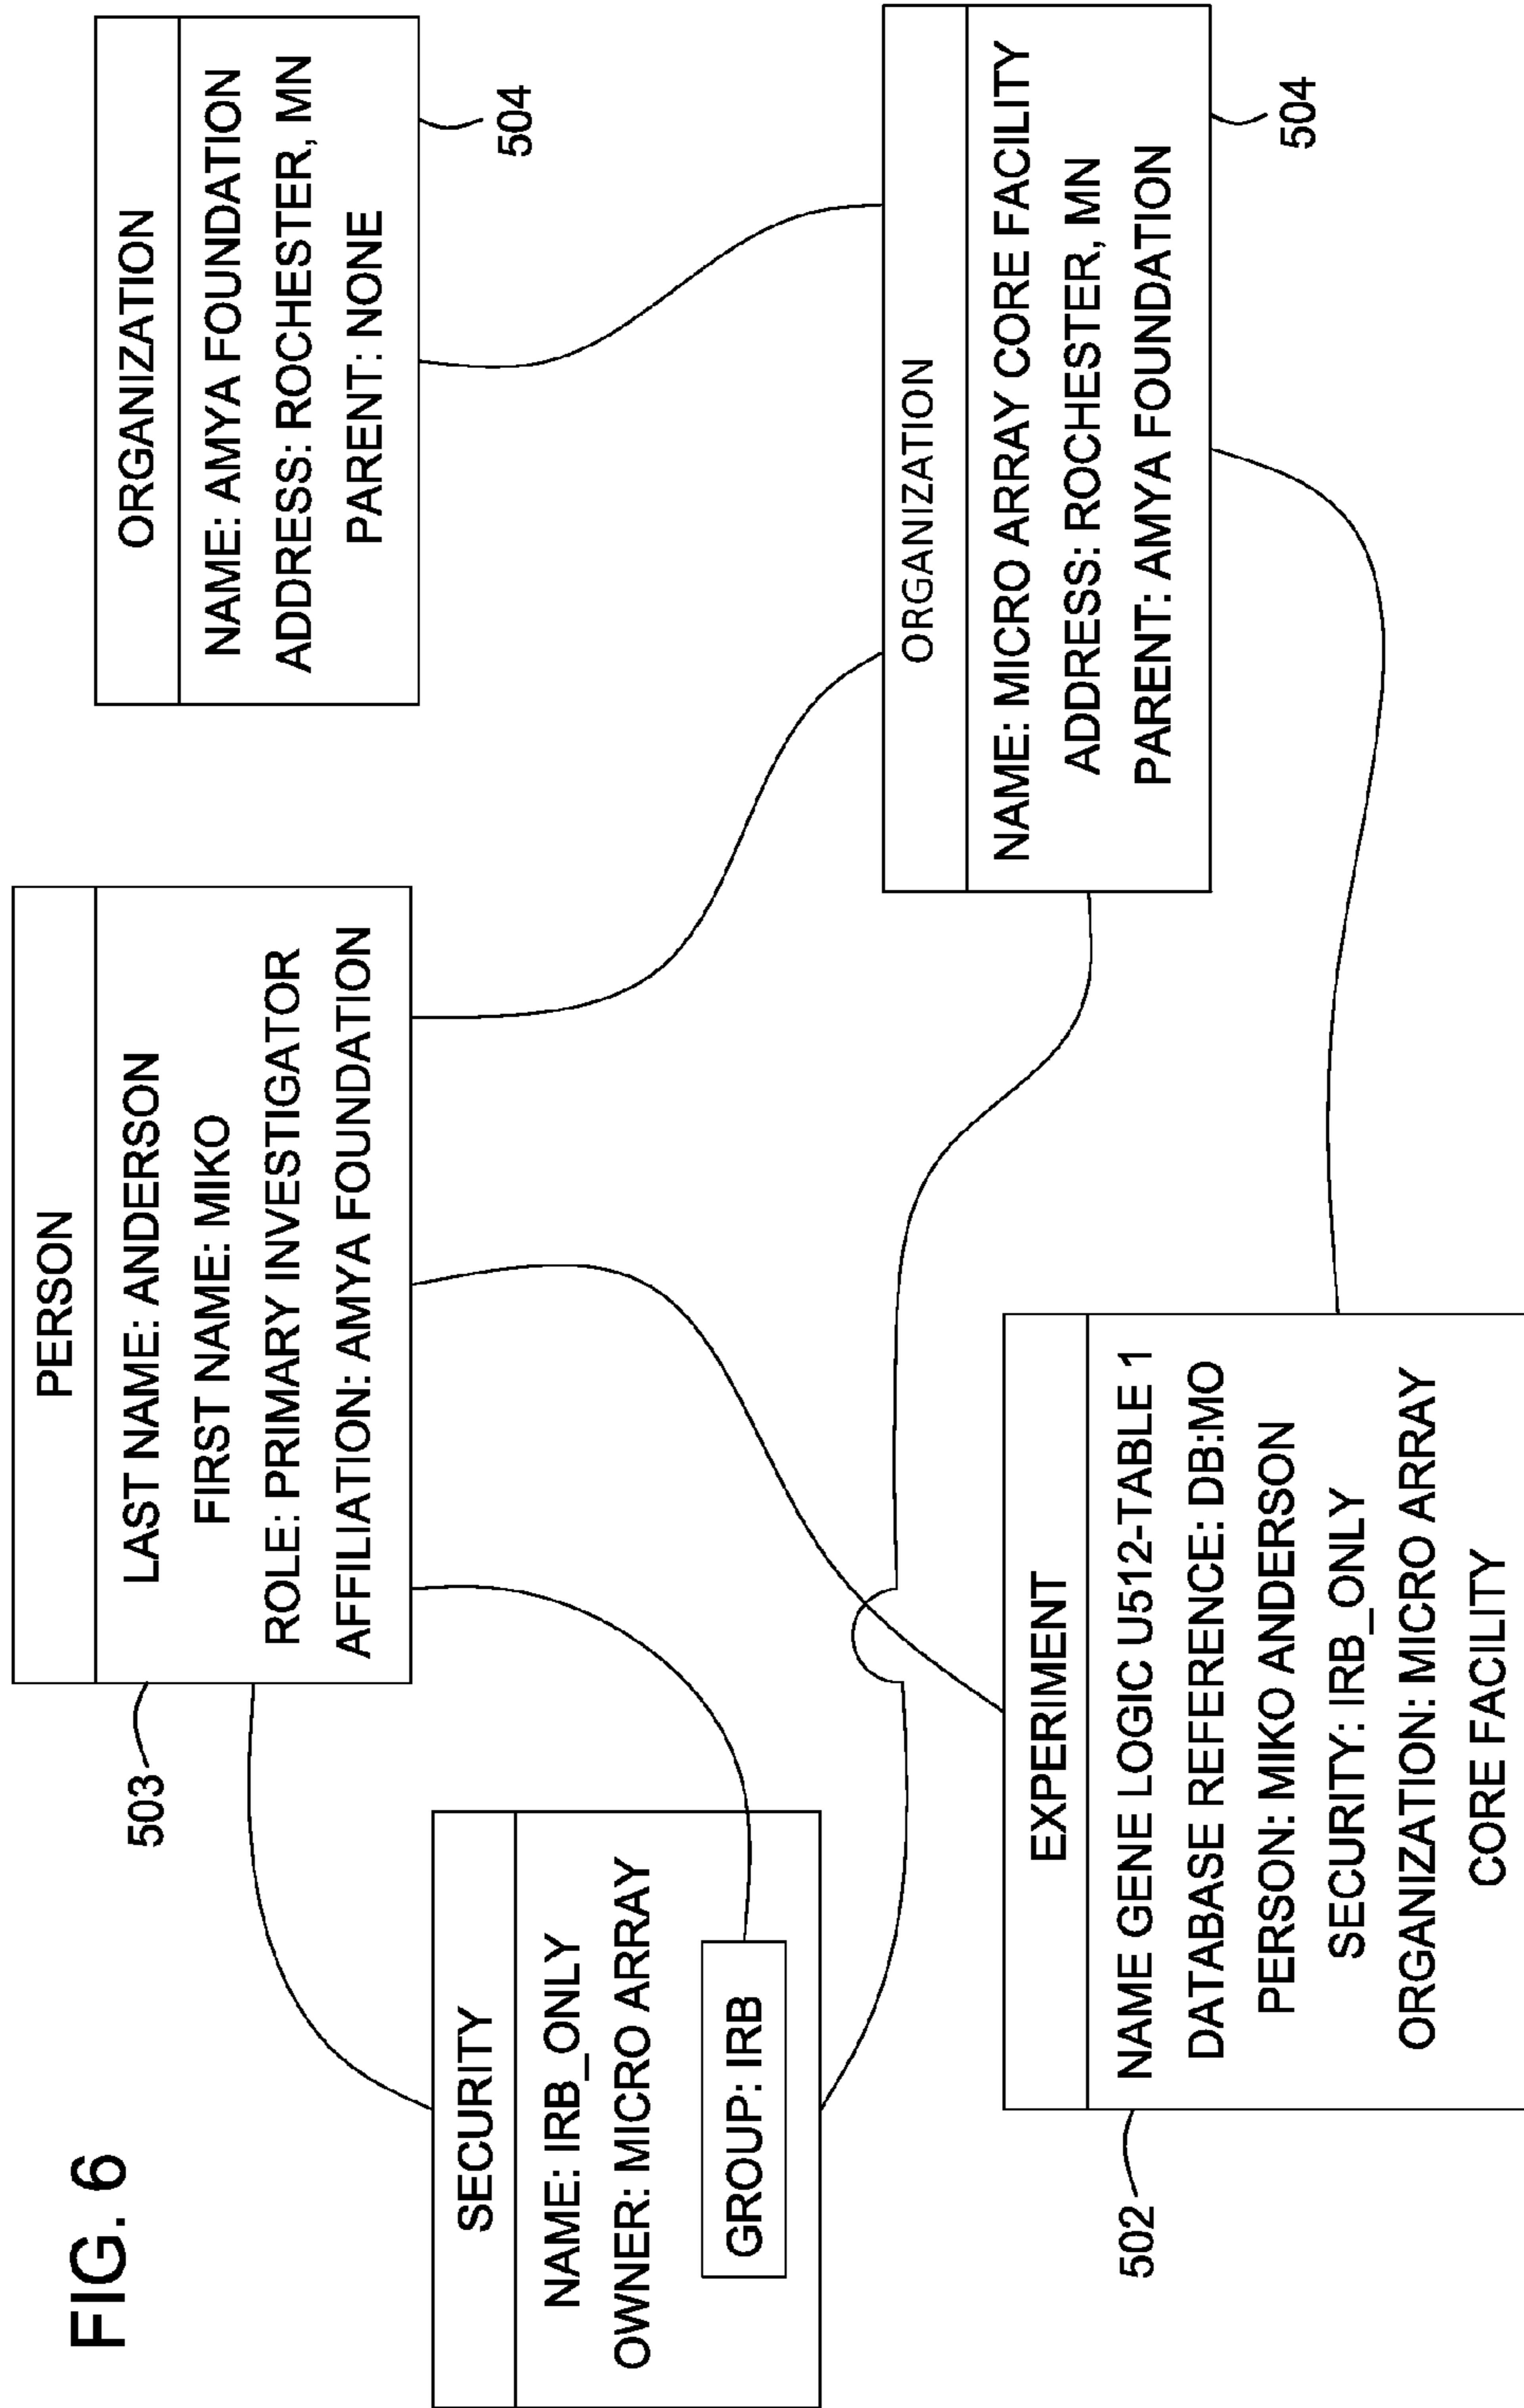 FIG. 6
PERSON
LAST NAME: ANDERSON
FIRST NAME: MIKO
ROLE: PRIMARY INVESTIGATOR
AFFILIATION: AMYA FOUNDATION
503
ORGANIZATION
NAME: AMYA FOUNDATION
ADDRESS: ROCHESTER, MN
PARENT: NONE
504
SECURITY
NAME: IRB_ONLY
OWNER: MICRO ARRAY
GROUP: IRB
ORGANIZATION
NAME: MICRO ARRAY CORE FACILITY
ADDRESS: ROCHESTER, MN
PARENT: AMYA FOUNDATION
504
EXPERIMENT
NAME GENE LOGIC U512-TABLE 1
DATABASE REFERENCE: DB:MO
PERSON: MIKO ANDERSON
SECURITY: IRB_ONLY
ORGANIZATION: MICRO ARRAY
CORE FACILITY
502